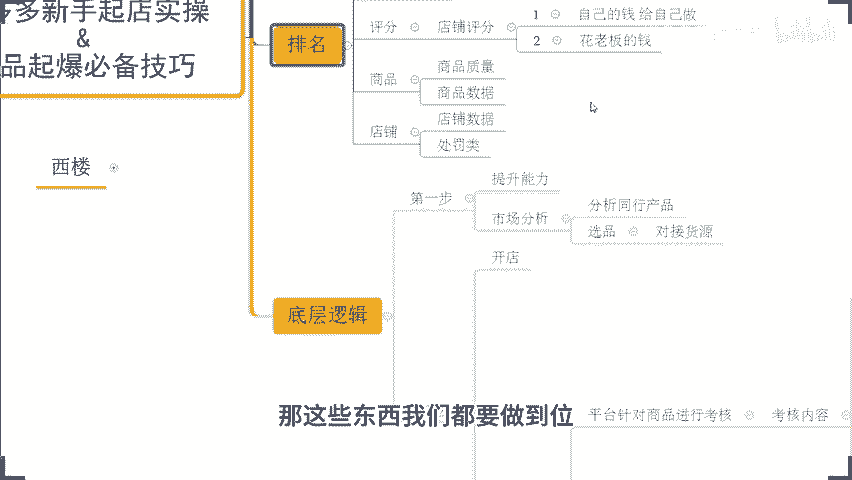 多新手起店实操
&
品起爆必备技巧
西楼
排名
评分
店铺评分
1 自己的钱 给自己做
2 花老板的钱
商品
商品质量
商品数据
店铺
店铺数据
处罚类
底层逻辑
第一步
提升能力
市场分析
分析同行产品
选品
对接货源
开店
平台针对商品进行考核
考核内容
那这些东西我们都要做到位